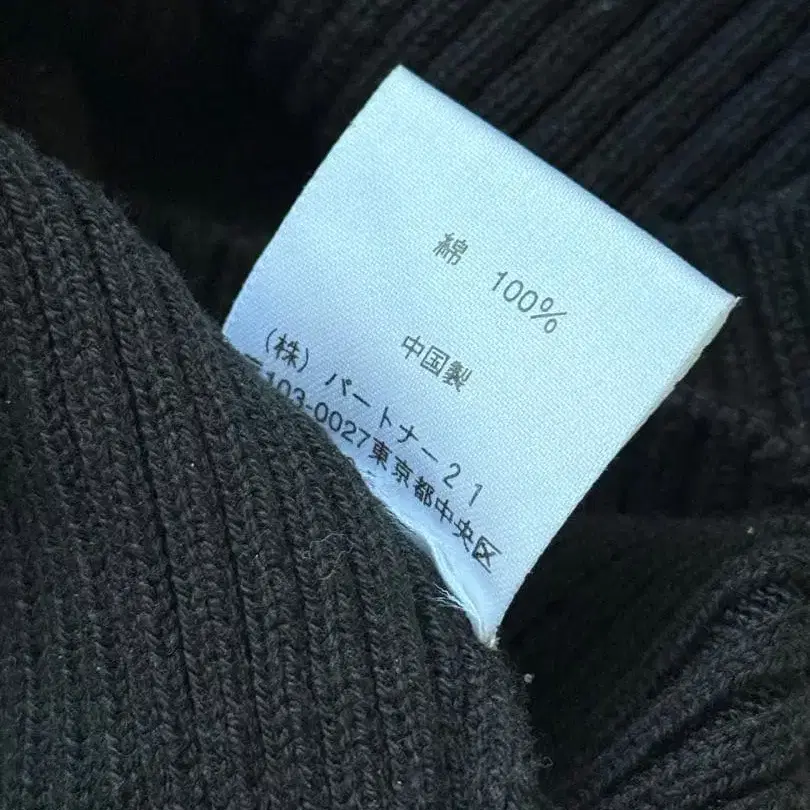 綿 100%
中国製
(株) パートナー21
〒103-0027東京都中央区